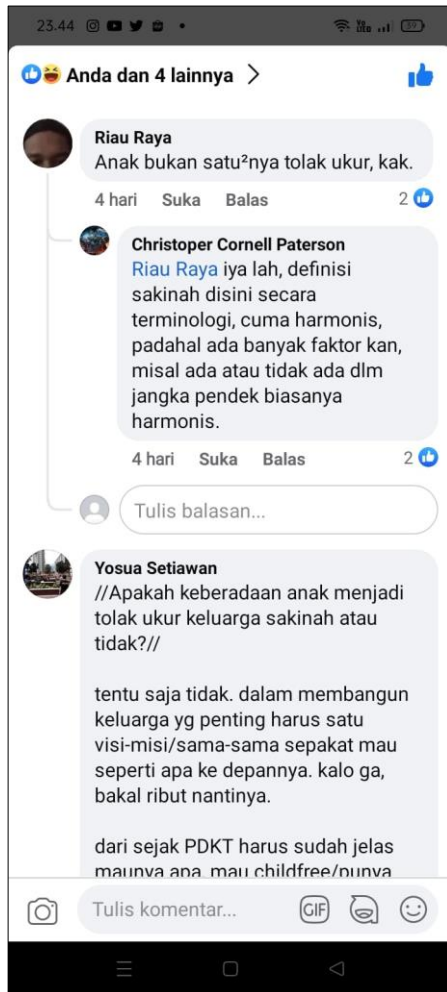 23.44
Anda dan 4 lainnya >
Riau Raya
Anak bukan satu²nya tolak ukur, kak.
4 hari Suka Balas 2
Christoper Cornell Paterson
Riau Raya iya lah, definisi
sakinah disini secara
terminologi, cuma harmonis,
padahal ada banyak faktor kan,
misal ada atau tidak ada dlm
jangka pendek biasanya
harmonis.
4 hari Suka Balas 2
Tulis balasan...
Yosua Setiawan
//Apakah keberadaan anak menjadi
tolak ukur keluarga sakinah atau
tidak?//
tentu saja tidak. dalam membangun
keluarga yg penting harus satu
visi-misi/sama-sama sepakat mau
seperti apa ke depannya. kalo ga,
bakal ribut nantinya.
dari sejak PDKT harus sudah jelas
maunya apa. mau childfree/punya
Tulis komentar...
GIF